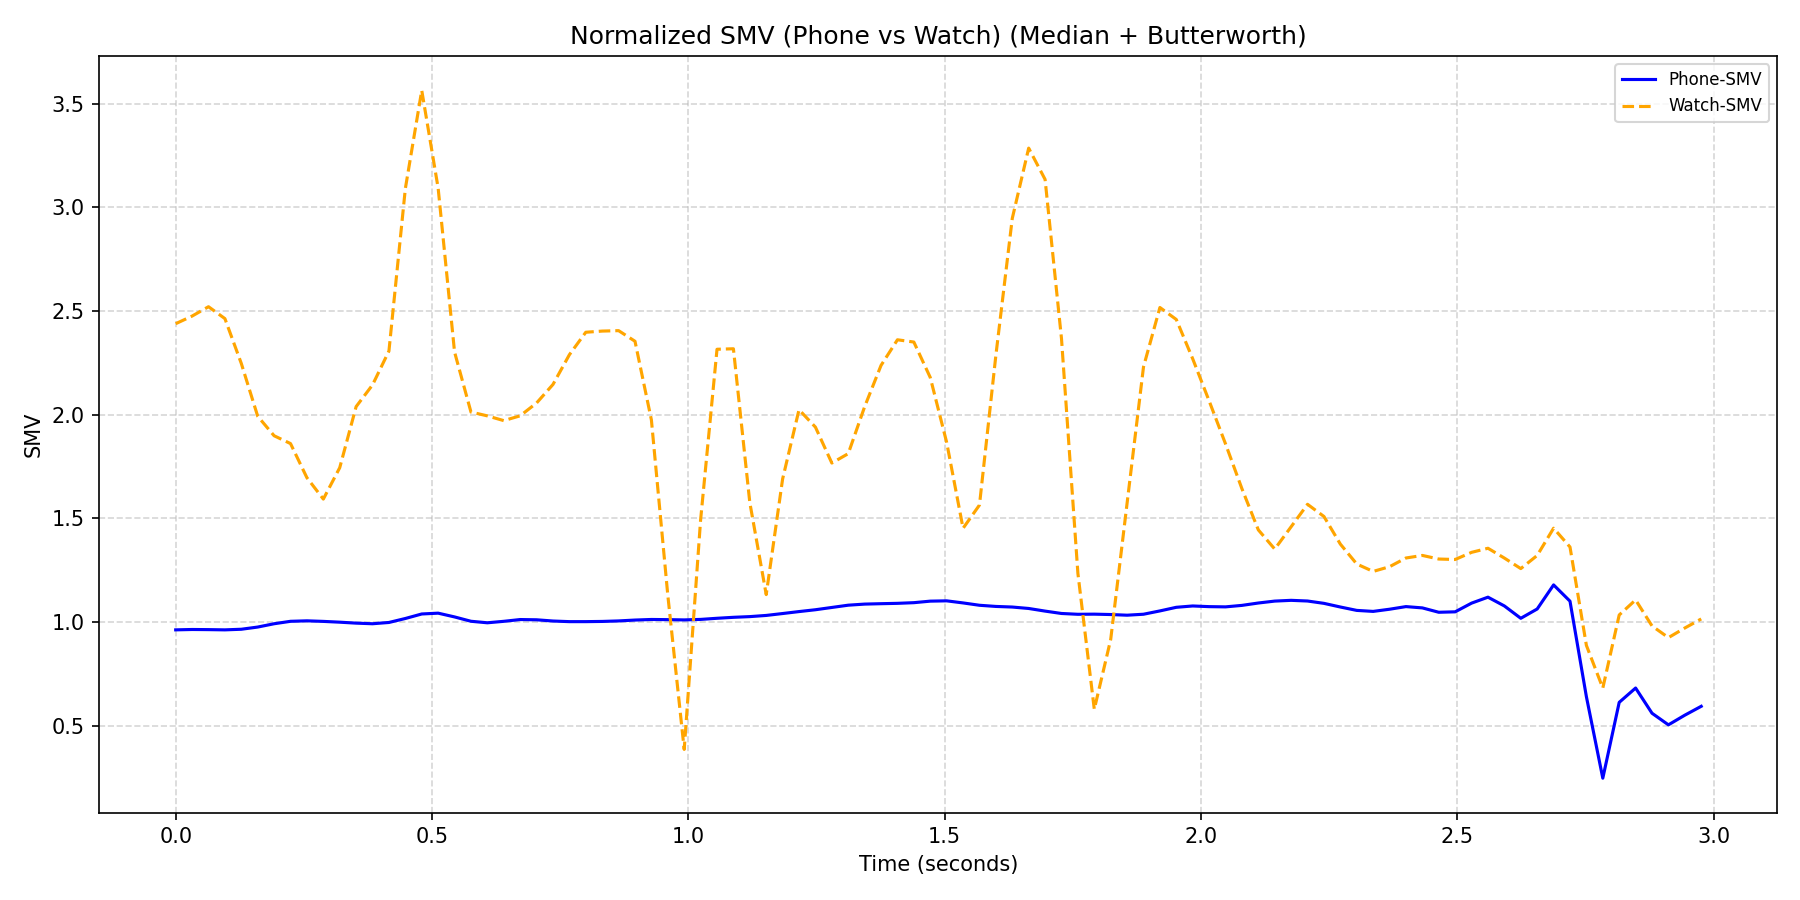 Normalized SMV (Phone vs Watch) (Median + Butterworth)
Phone-SMV
Watch-SMV
SMV
3.5
3.0
2.5
2.0
1.5
1.0
0.5
0.0 0.5 1.0 1.5 2.0 2.5 3.0
Time (seconds)